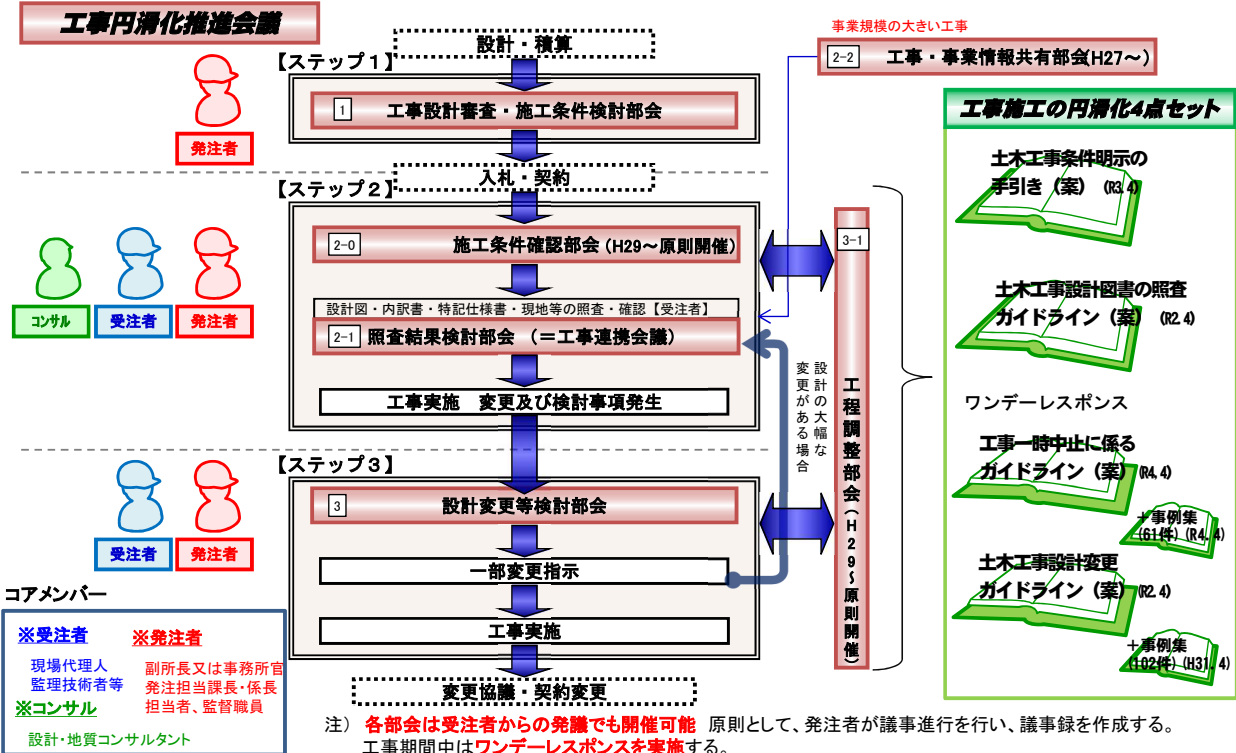 工事円滑化推進会議
事業規模の大きい工事
2-2 工事・事業情報共有部会(H27～)
設計・積算
【ステップ1】
1 工事設計審査・施工条件検討部会
発注者
入札・契約
【ステップ2】
2-0 施工条件確認部会 (H29～原則開催)
設計図・内訳書・特記仕様書・現地等の照査・確認【受注者】
2-1 照査結果検討部会 (＝工事連携会議)
工事実施 変更及び検討事項発生
コンサル
受注者
発注者
3-1
工程調整部会(H29～原則開催)
設計の大幅な
変更がある場合
【ステップ3】
3 設計変更等検討部会
一部変更指示
工事実施
変更協議・契約変更
受注者
発注者
コアメンバー
※受注者
現場代理人
監理技術者等
※コンサル
設計・地質コンサルタント
※発注者
副所長又は事務所官
発注担当課長・係長
担当者、監督職員
工事施工の円滑化4点セット
土木工事条件明示の
手引き（案） (R3.4)
土木工事設計図書の照査
ガイドライン（案） (R2.4)
ワンデーレスポンス
工事一時中止に係る
ガイドライン（案）(R4.4)
＋事例集
(61件)(R4.4)
土木工事設計変更
ガイドライン（案）(R2.4)
＋事例集
(102件)(H31.4)
注） 各部会は受注者からの発議でも開催可能 原則として、発注者が議事進行を行い、議事録を作成する。
工事期間中はワンデーレスポンスを実施する。